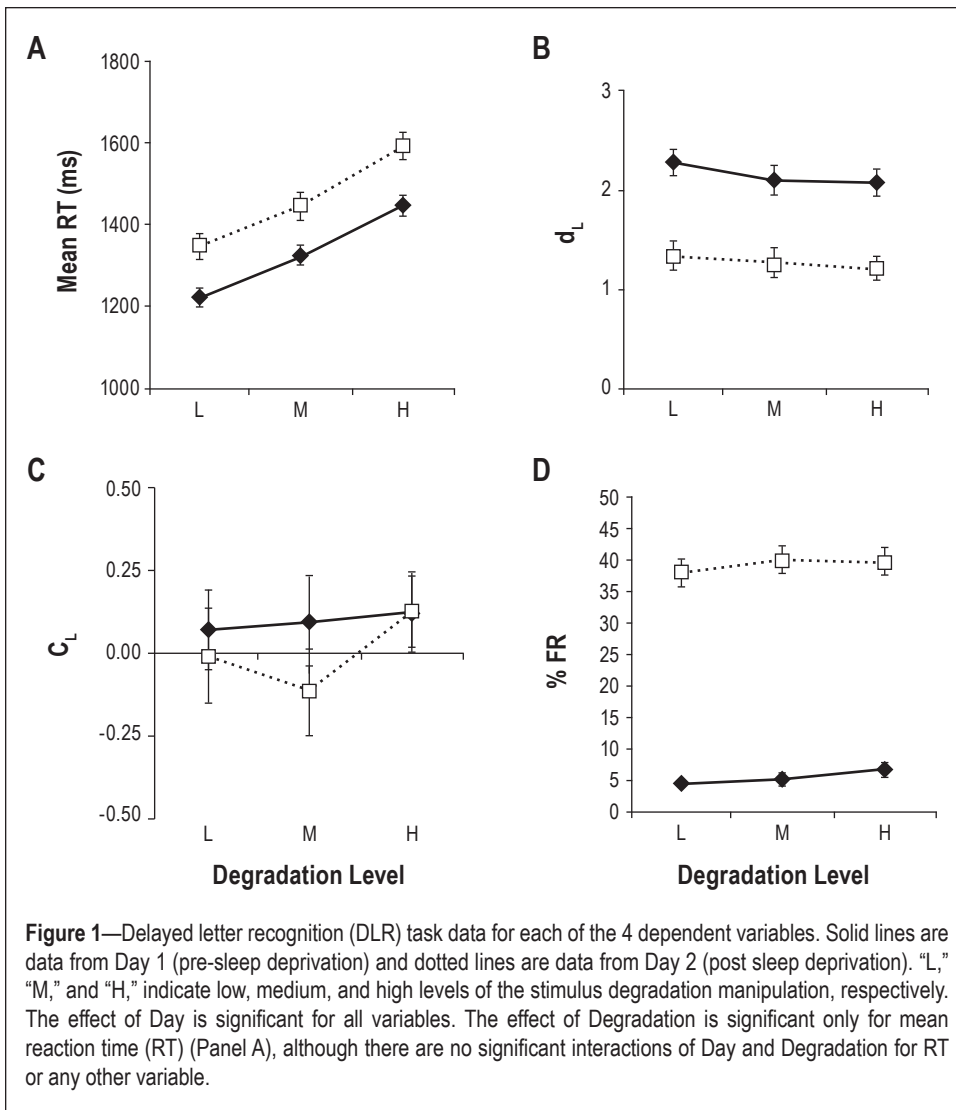 A
B
1800
1600
1400
1200
1000
Mean RT (ms)
L M H
3
2
1
0
d_L
L M H
C
D
0.50
0.25
0.00
-0.25
-0.50
C_L
L M H
Degradation Level
50
45
40
35
30
25
20
15
10
5
0
% FR
L M H
Degradation Level
Figure 1—Delayed letter recognition (DLR) task data for each of the 4 dependent variables. Solid lines are
data from Day 1 (pre-sleep deprivation) and dotted lines are data from Day 2 (post sleep deprivation). “L,”
“M,” and “H,” indicate low, medium, and high levels of the stimulus degradation manipulation, respectively.
The effect of Day is significant for all variables. The effect of Degradation is significant only for mean
reaction time (RT) (Panel A), although there are no significant interactions of Day and Degradation for RT
or any other variable.